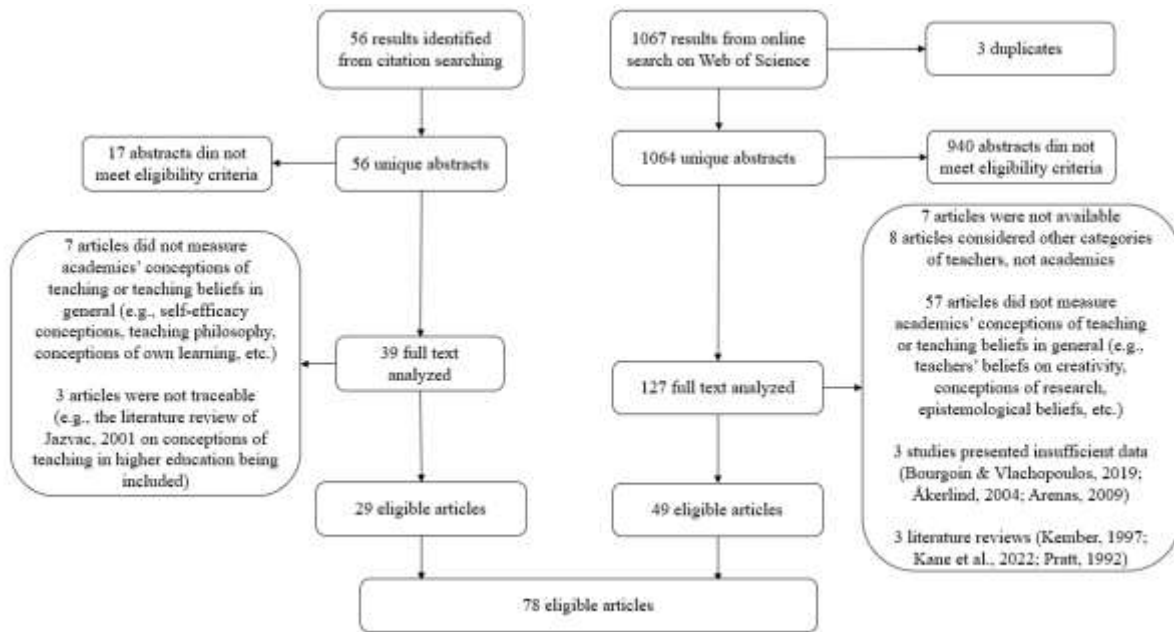 56 results identified
from citation searching
1067 results from online
search on Web of Science
3 duplicates
17 abstracts din not
meet eligibility criteria
56 unique abstracts
1064 unique abstracts
940 abstracts din not
meet eligibility criteria
7 articles did not measure
academics’ conceptions of
teaching or teaching beliefs in
general (e.g., self-efficacy
conceptions, teaching philosophy,
conceptions of own learning, etc.)
3 articles were not traceable
(e.g., the literature review of
Jazvac, 2001 on conceptions of
teaching in higher education being
included)
39 full text
analyzed
127 full text analyzed
7 articles were not available
8 articles considered other categories
of teachers, not academics
57 articles did not measure
academics’ conceptions of teaching
or teaching beliefs in general (e.g.,
teachers’ beliefs on creativity,
conceptions of research,
epistemological beliefs, etc.)
3 studies presented insufficient data
(Bourgoin & Vlachopoulos, 2019;
Åkerlind, 2004; Arenas, 2009)
3 literature reviews (Kember, 1997;
Kane et al., 2022; Pratt, 1992)
29 eligible articles
49 eligible articles
78 eligible articles